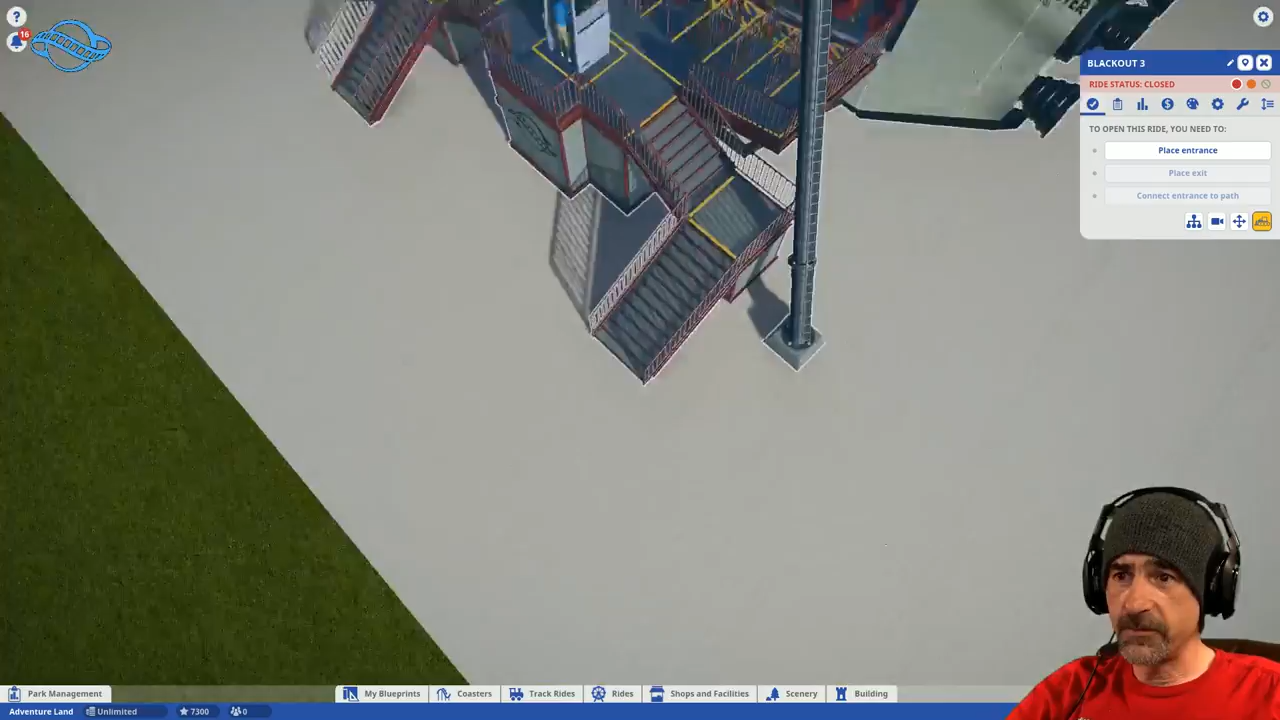 ?
16
BLACKOUT 3
RIDE STATUS: CLOSED
TO OPEN THIS RIDE, YOU NEED TO:
Place entrance
Place exit
Connect entrance to path
Park Management
My Blueprints
Coasters
Track Rides
Rides
Shops and Facilities
Scenery
Building
Adventure Land
Unlimited
7300
0